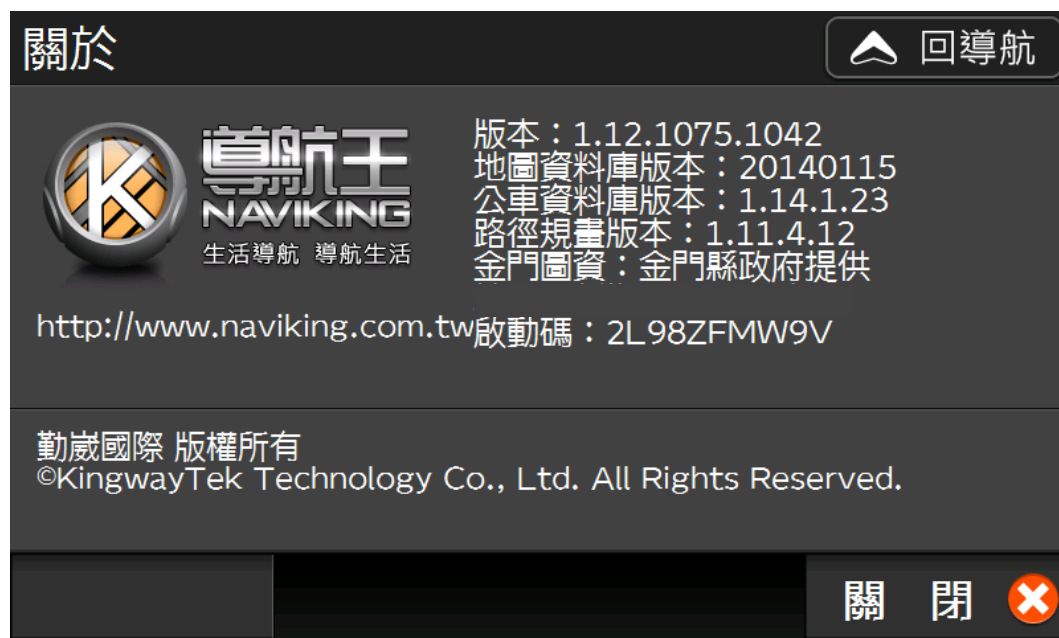 關於
回導航
導航王
NAVIKING
生活導航 導航生活
版本：1.12.1075.1042
地圖資料庫版本：20140115
公車資料庫版本：1.14.1.23
路徑規畫版本：1.11.4.12
金門圖資：金門縣政府提供
http://www.naviking.com.tw
啟動碼：2L98ZFMW9V
勤崴國際 版權所有
©KingwayTek Technology Co., Ltd. All Rights Reserved.
關 閉